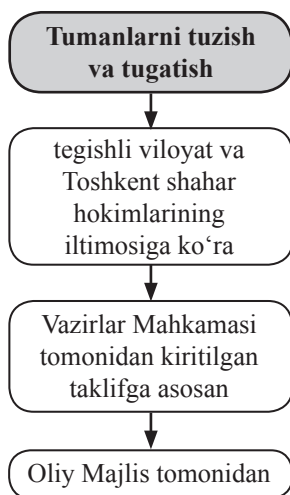 Tumanlarni tuzish
va tugatish
tegishli viloyat va
Toshkent shahar
hokimlarining
iltimosiga ko‘ra
Vazirlar Mahkamasi
tomonidan kiritilgan
taklifga asosan
Oliy Majlis tomonidan